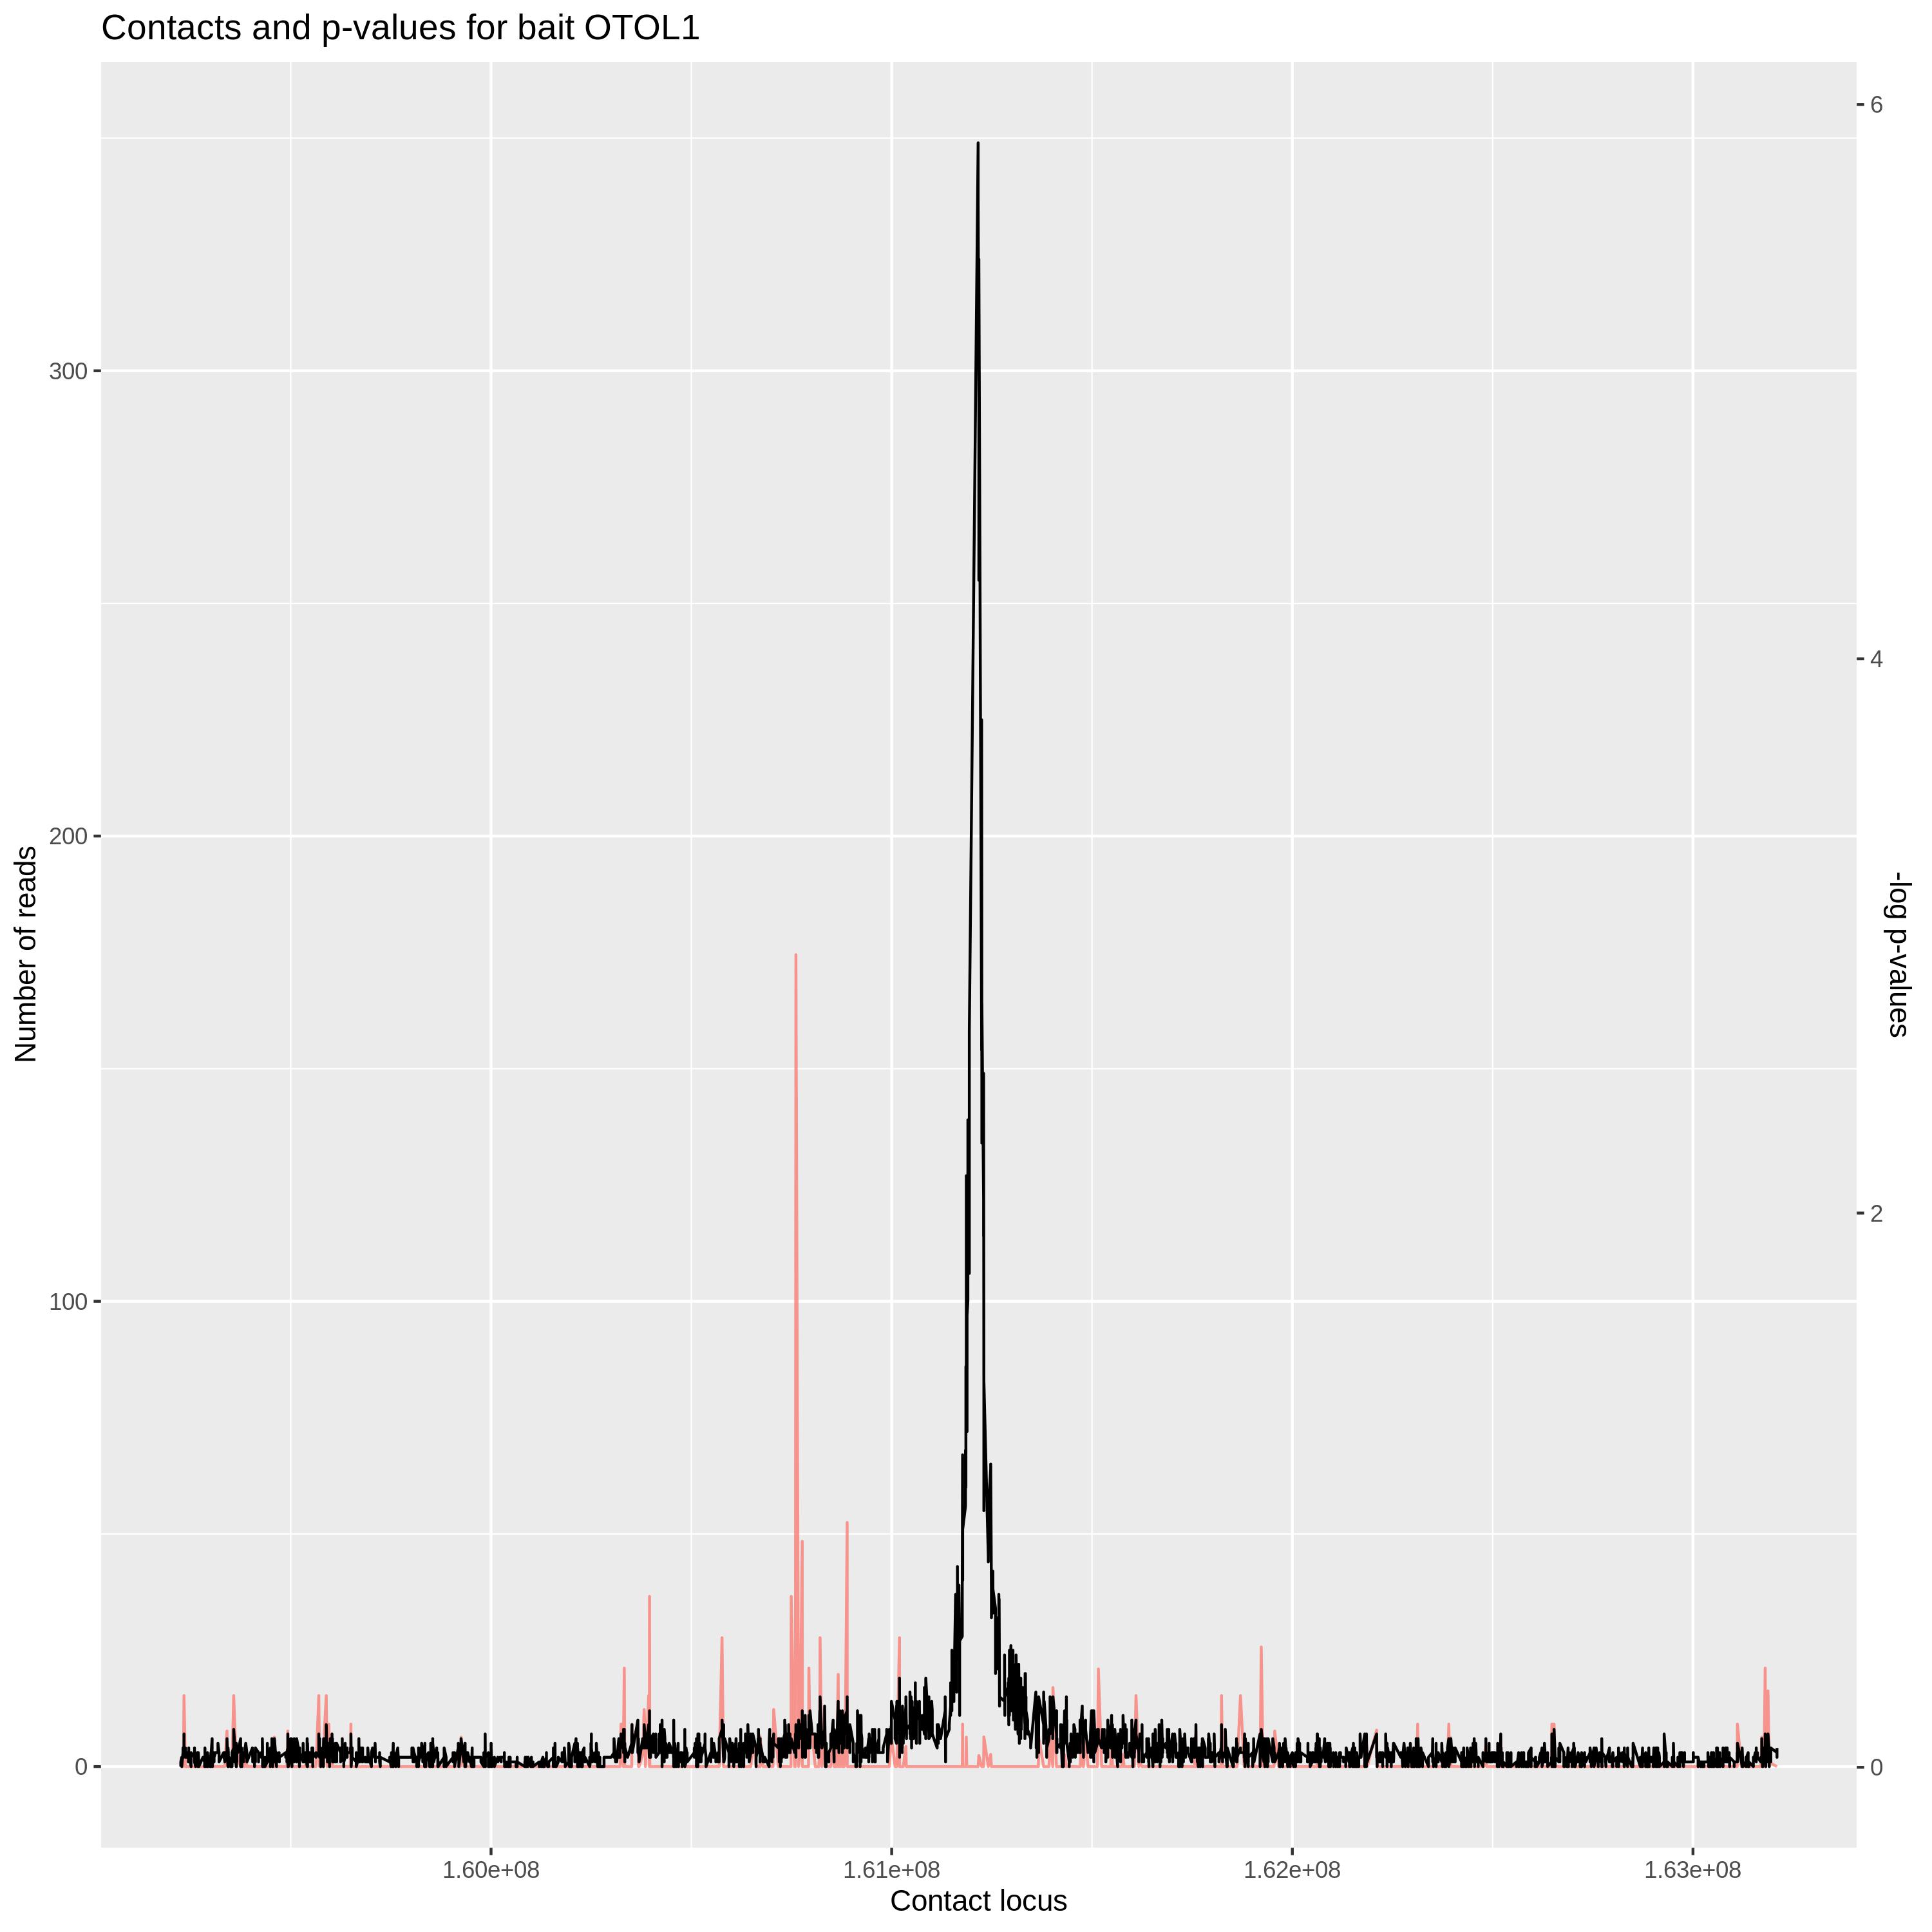 Contacts and p-values for bait OTOL1
Number of reads
300
200
100
0
6
4
2
0
-log p-values
1.60e+08
1.61e+08
1.62e+08
1.63e+08
Contact locus